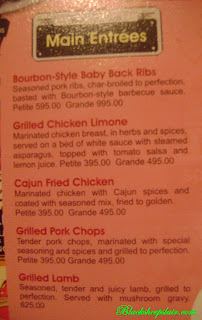 Main Entrées
Bourbon-Style Baby Back Ribs
Seasoned pork ribs, char-broiled to perfection,
basted with Bourbon-style barbecue sauce.
Petite 595.00 Grande 995.00
Grilled Chicken Limone
Marinated chicken breast, in herbs and spices,
served on a bed of white sauce with steamed
asparagus, topped with tomato salsa and
lemon juice. Petite 395.00 Grande 495.00
Cajun Fried Chicken
Marinated chicken with Cajun spices and
coated with seasoned mix, fried to golden.
Petite 395.00 Grande 495.00
Grilled Pork Chops
Tender pork chops, marinated with special
seasoning and spices and grilled to perfection.
Petite 395.00 Grande 495.00
Grilled Lamb
Seasoned, tender and juicy lamb, grilled to
perfection. Served with mushroom gravy.
625.00